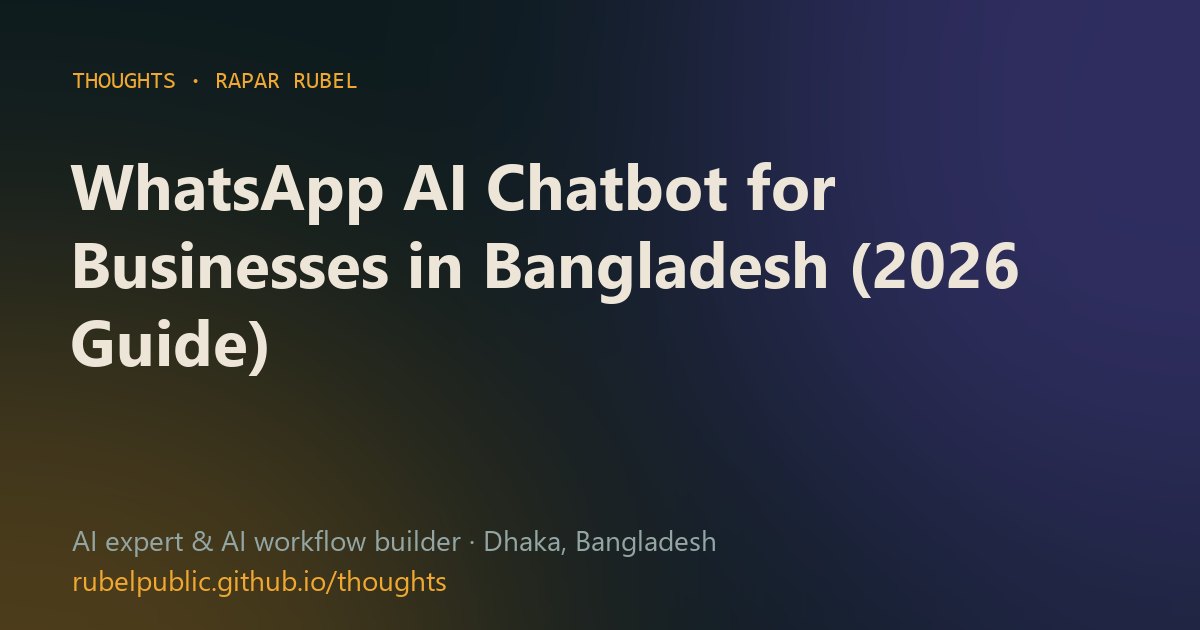 THOUGHTS · RAPAR RUBEL
WhatsApp AI Chatbot for
Businesses in Bangladesh (2026
Guide)
AI expert & AI workflow builder · Dhaka, Bangladesh
rubelpublic.github.io/thoughts